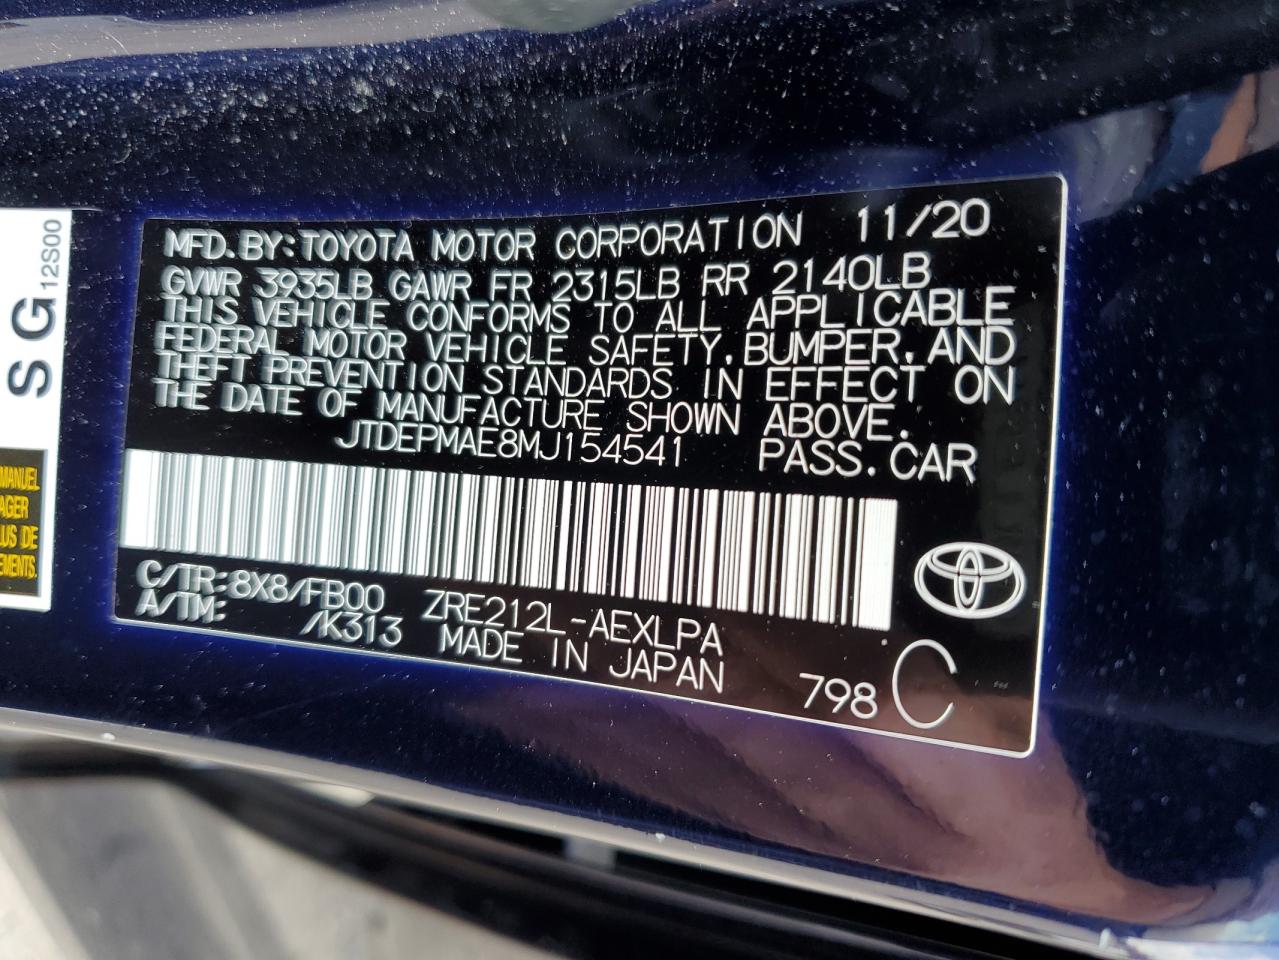 MFD.BY:TOYOTA MOTOR CORPORATION 11/20
GVWR 3935LB GAWR FR 2315LB RR 2140LB
THIS VEHICLE CONFORMS TO ALL APPLICABLE
FEDERAL MOTOR VEHICLE SAFETY,BUMPER,AND
THEFT PREVENTION STANDARDS IN EFFECT ON
THE DATE OF MANUFACTURE SHOWN ABOVE.
JTDEPMAE8MJ154541 PASS.CAR
C/TR:8X8/FB00 ZRE212L-AEXLPA
A/TM: /K313 MADE IN JAPAN
798 C
SG
12S00
MANUEL
AGER
LUS DE
EMENTS.